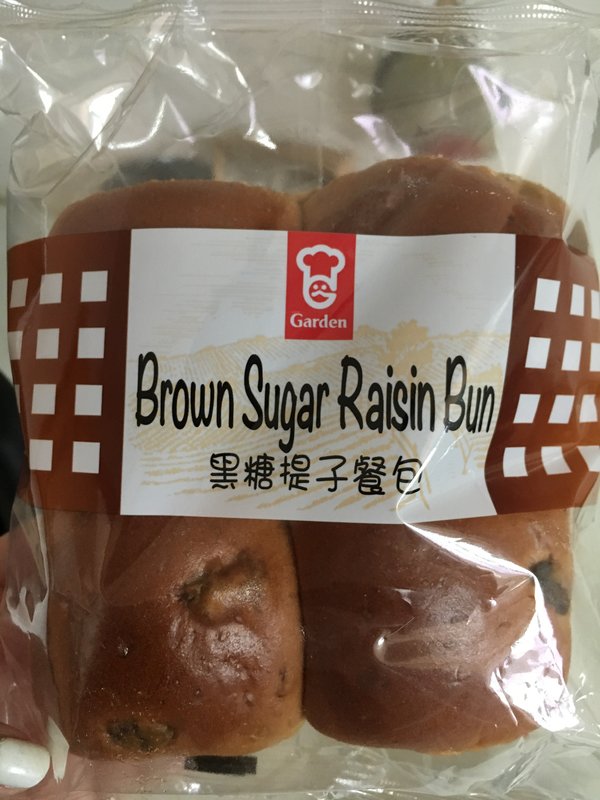 Garden
Brown Sugar Raisin Bun
黑糖提子餐包